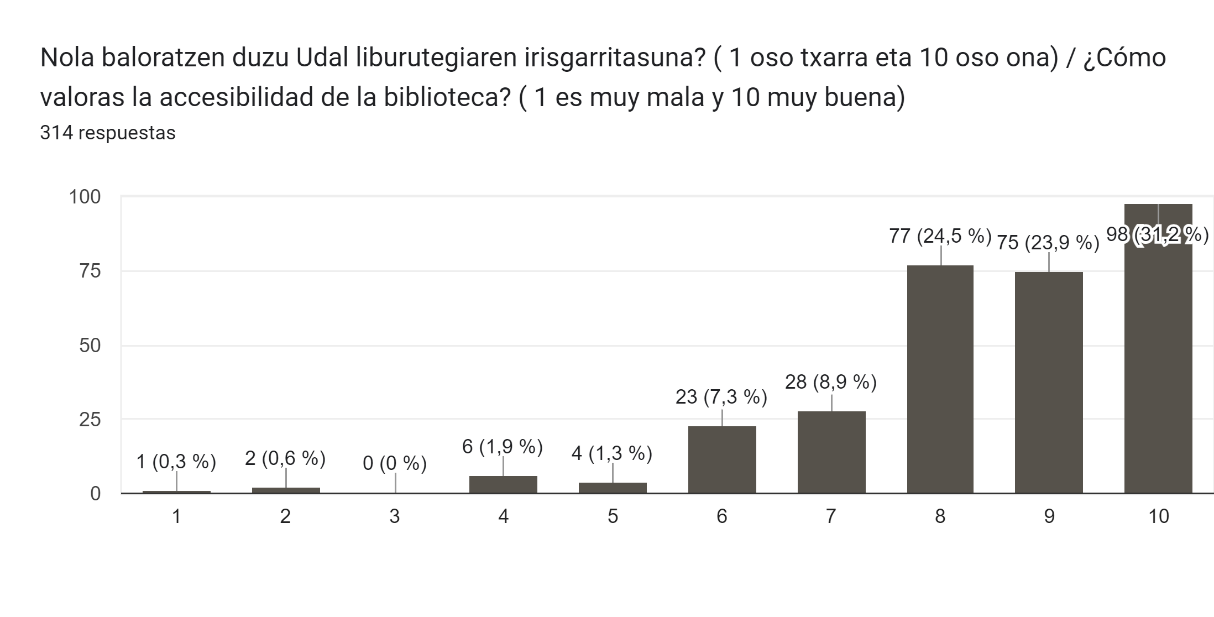 Nola baloratzen duzu Udal liburutegiaren irisgarritasuna? ( 1 oso txarra eta 10 oso ona) / ¿Cómo
valoras la accesibilidad de la biblioteca? ( 1 es muy mala y 10 muy buena)
314 respuestas
100
75
50
25
0
1 (0,3 %)
2 (0,6 %)
0 (0 %)
6 (1,9 %)
4 (1,3 %)
23 (7,3 %)
28 (8,9 %)
77 (24,5 %)
75 (23,9 %)
98 (31,2 %)
1 2 3 4 5 6 7 8 9 10